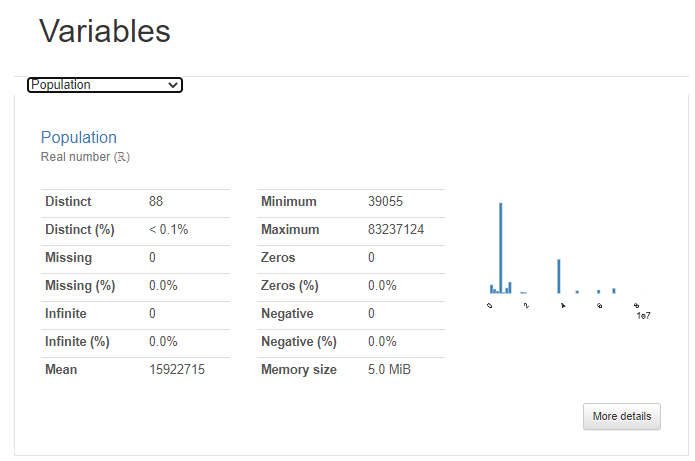 Variables
Population
Population
Real number (ℝ)
Distinct 88
Distinct (%) < 0.1%
Missing 0
Missing (%) 0.0%
Infinite 0
Infinite (%) 0.0%
Mean 15922715
Minimum 39055
Maximum 83237124
Zeros 0
Zeros (%) 0.0%
Negative 0
Negative (%) 0.0%
Memory size 5.0 MiB
0 2 4 6 8
1e7
More details